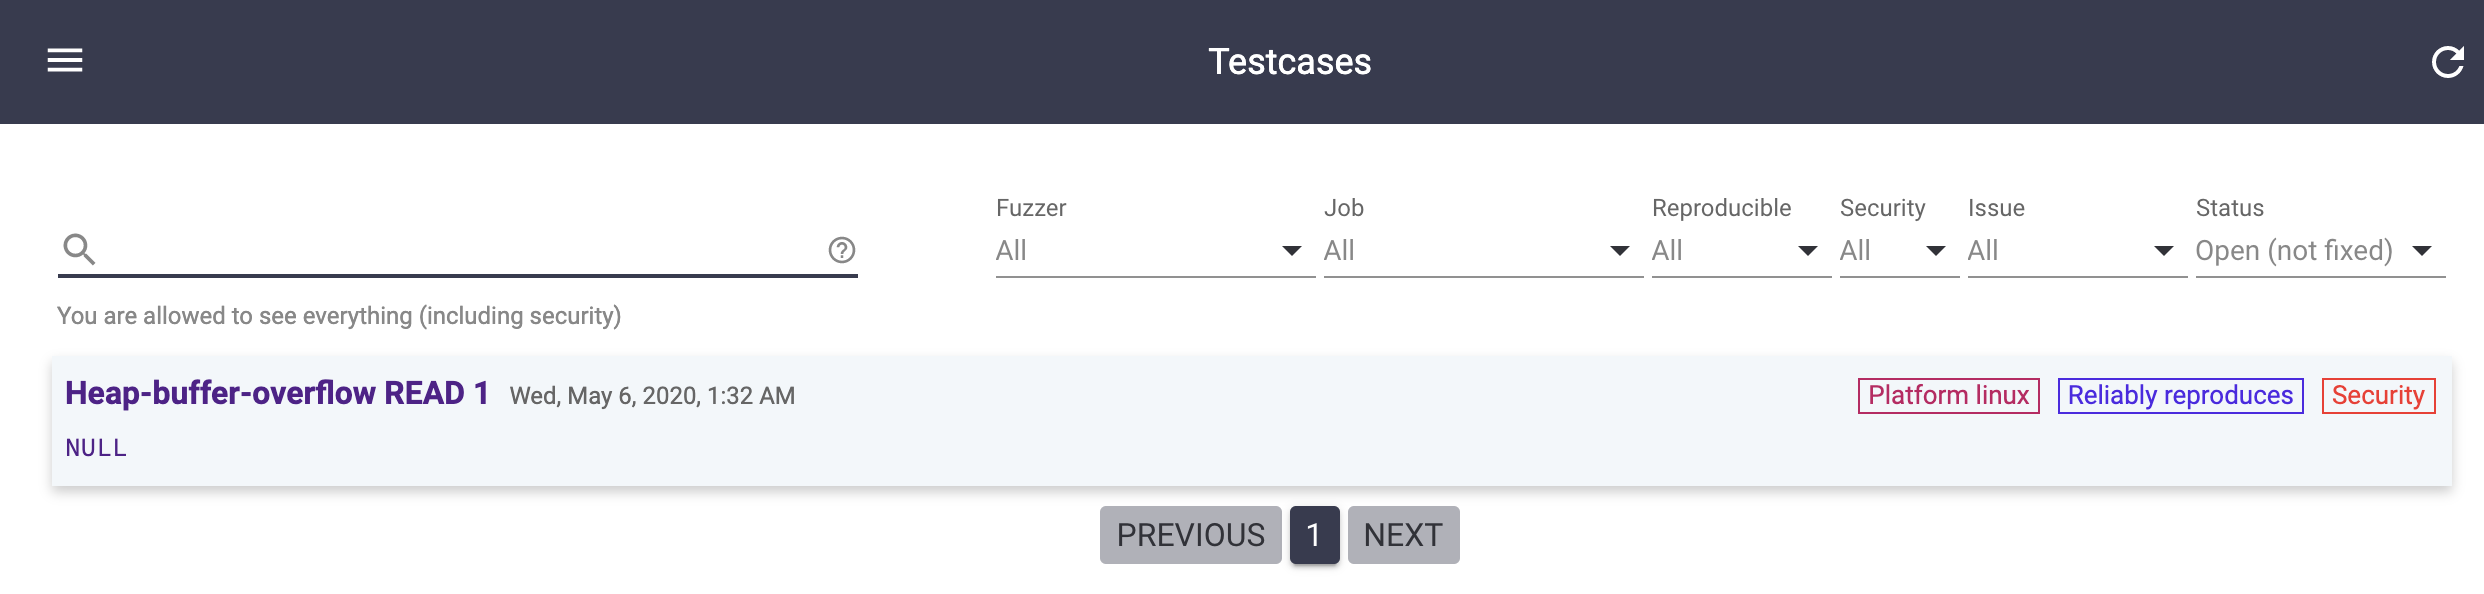 Testcases
Fuzzer Job Reproducible Security Issue Status
All All All All All Open (not fixed)
You are allowed to see everything (including security)
Heap-buffer-overflow READ 1 Wed, May 6, 2020, 1:32 AM Platform linux Reliably reproduces Security
NULL
PREVIOUS 1 NEXT